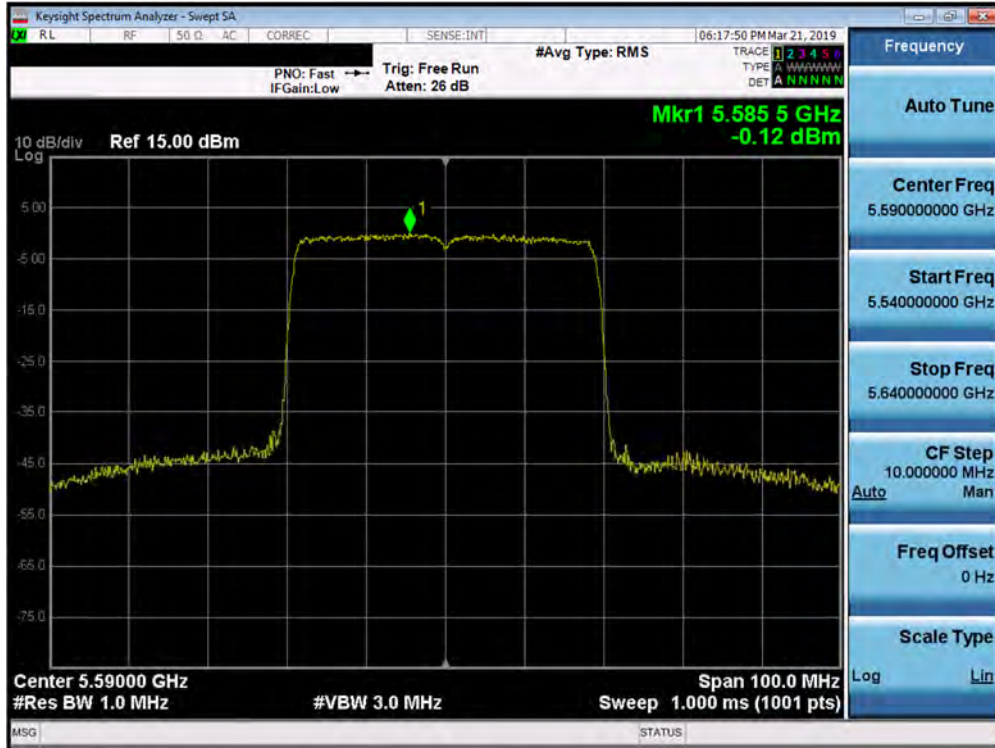 Keysight Spectrum Analyzer - Swept SA
LXI RL RF 50 Ω AC CORREC SENSE:INT 06:17:50 PM Mar 21, 2019
#Avg Type: RMS TRACE 1 2 3 4 5 6
PNO: Fast Trig: Free Run TYPE A WWWWW
IFGain:Low Atten: 26 dB DET A N N N N N
Mkr1 5.585 5 GHz
-0.12 dBm
10 dB/div Ref 15.00 dBm
Log
1
5.00
-5.00
-15.0
-25.0
-35.0
-45.0
-55.0
-65.0
-75.0
Center 5.59000 GHz Span 100.0 MHz
#Res BW 1.0 MHz #VBW 3.0 MHz Sweep 1.000 ms (1001 pts)
MSG STATUS
Frequency
Auto Tune
Center Freq
5.590000000 GHz
Start Freq
5.540000000 GHz
Stop Freq
5.640000000 GHz
CF Step
10.000000 MHz
Auto Man
Freq Offset
0 Hz
Scale Type
Log Lin